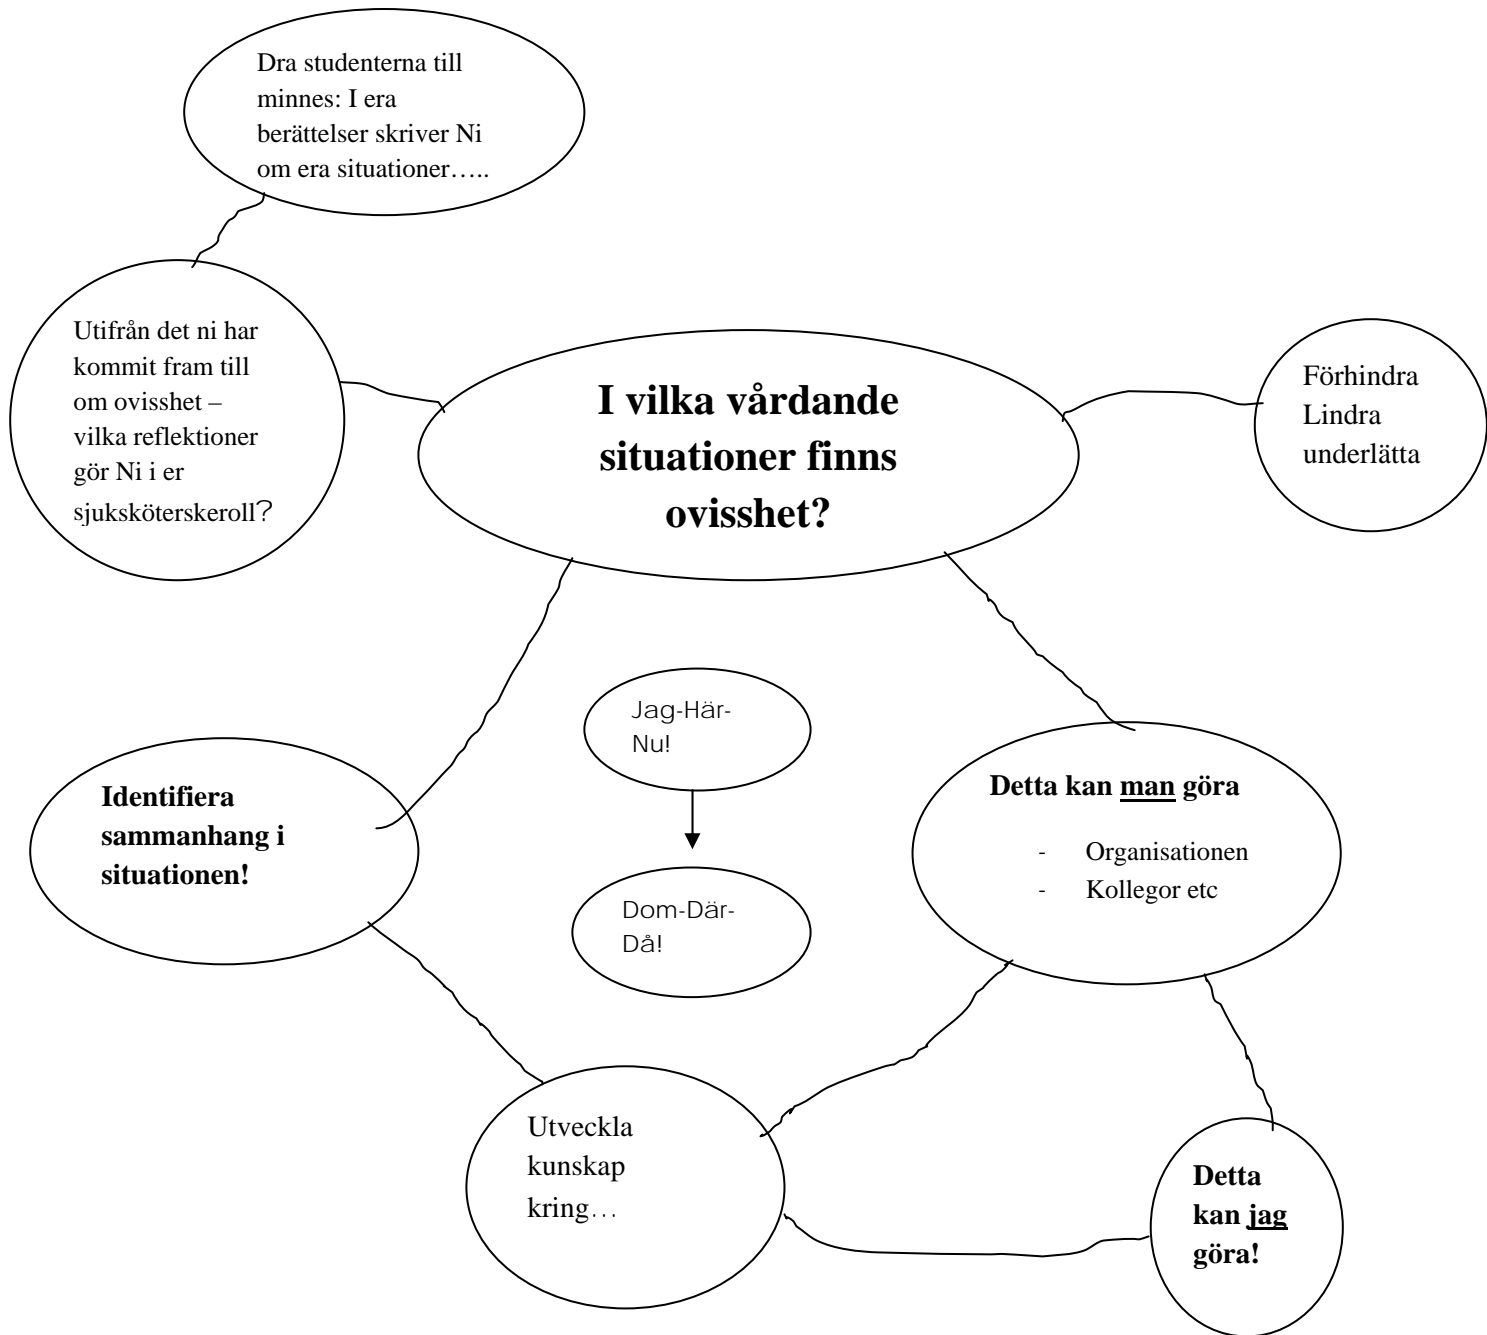 Dra studenterna till
minnes: I era
berättelser skriver Ni
om era situationer…..
Utifrån det ni har
kommit fram till
om ovisshet –
vilka reflektioner
gör Ni i er
sjuksköterskeroll?
I vilka vårdande
situationer finns
ovisshet?
Förhindra
Lindra
underlätta
Jag-Här-
Nu!
Identifiera
sammanhang i
situationen!
Detta kan man göra
- Organisationen
- Kollegor etc
Dom-Där-
Då!
Utveckla
kunskap
kring…
Detta
kan jag
göra!